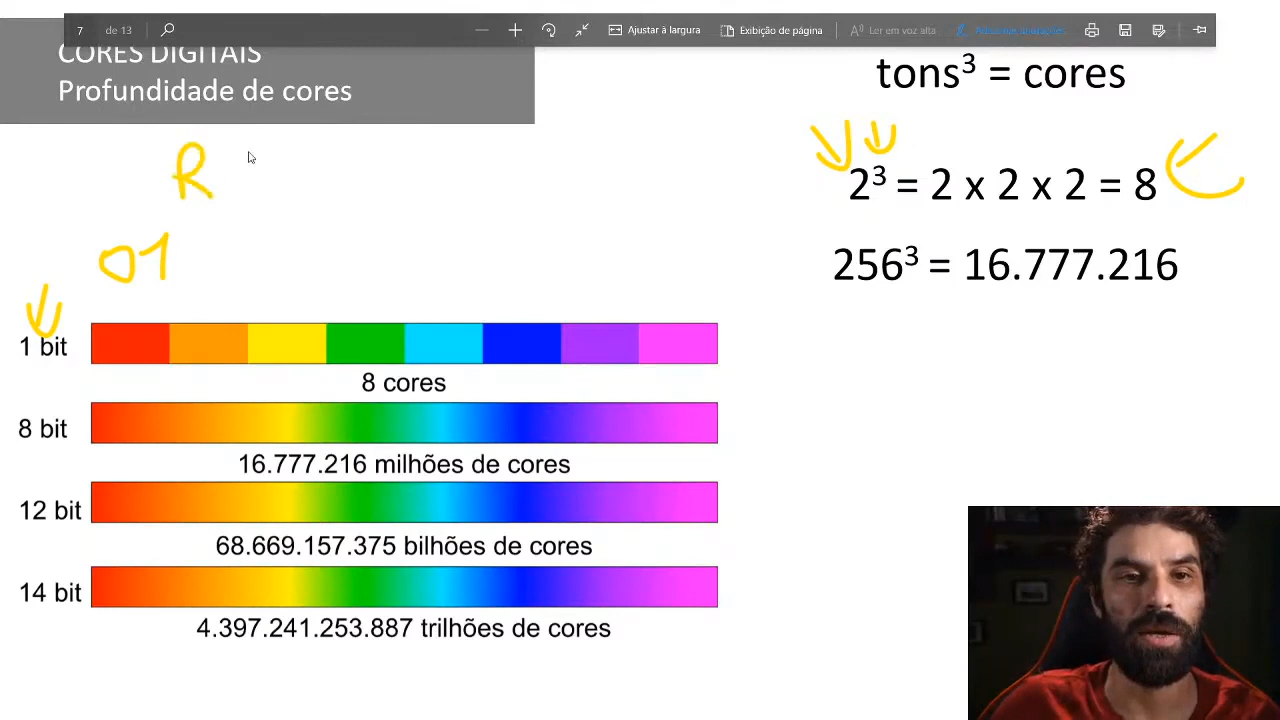 7 de 13 Ajustar à largura Exibição de página Ler em voz alta
CORES DIGITAIS
Profundidade de cores
tons³ = cores
R
2³ = 2 x 2 x 2 = 8
01
256³ = 16.777.216
1 bit
8 cores
8 bit
16.777.216 milhões de cores
12 bit
68.669.157.375 bilhões de cores
14 bit
4.397.241.253.887 trilhões de cores